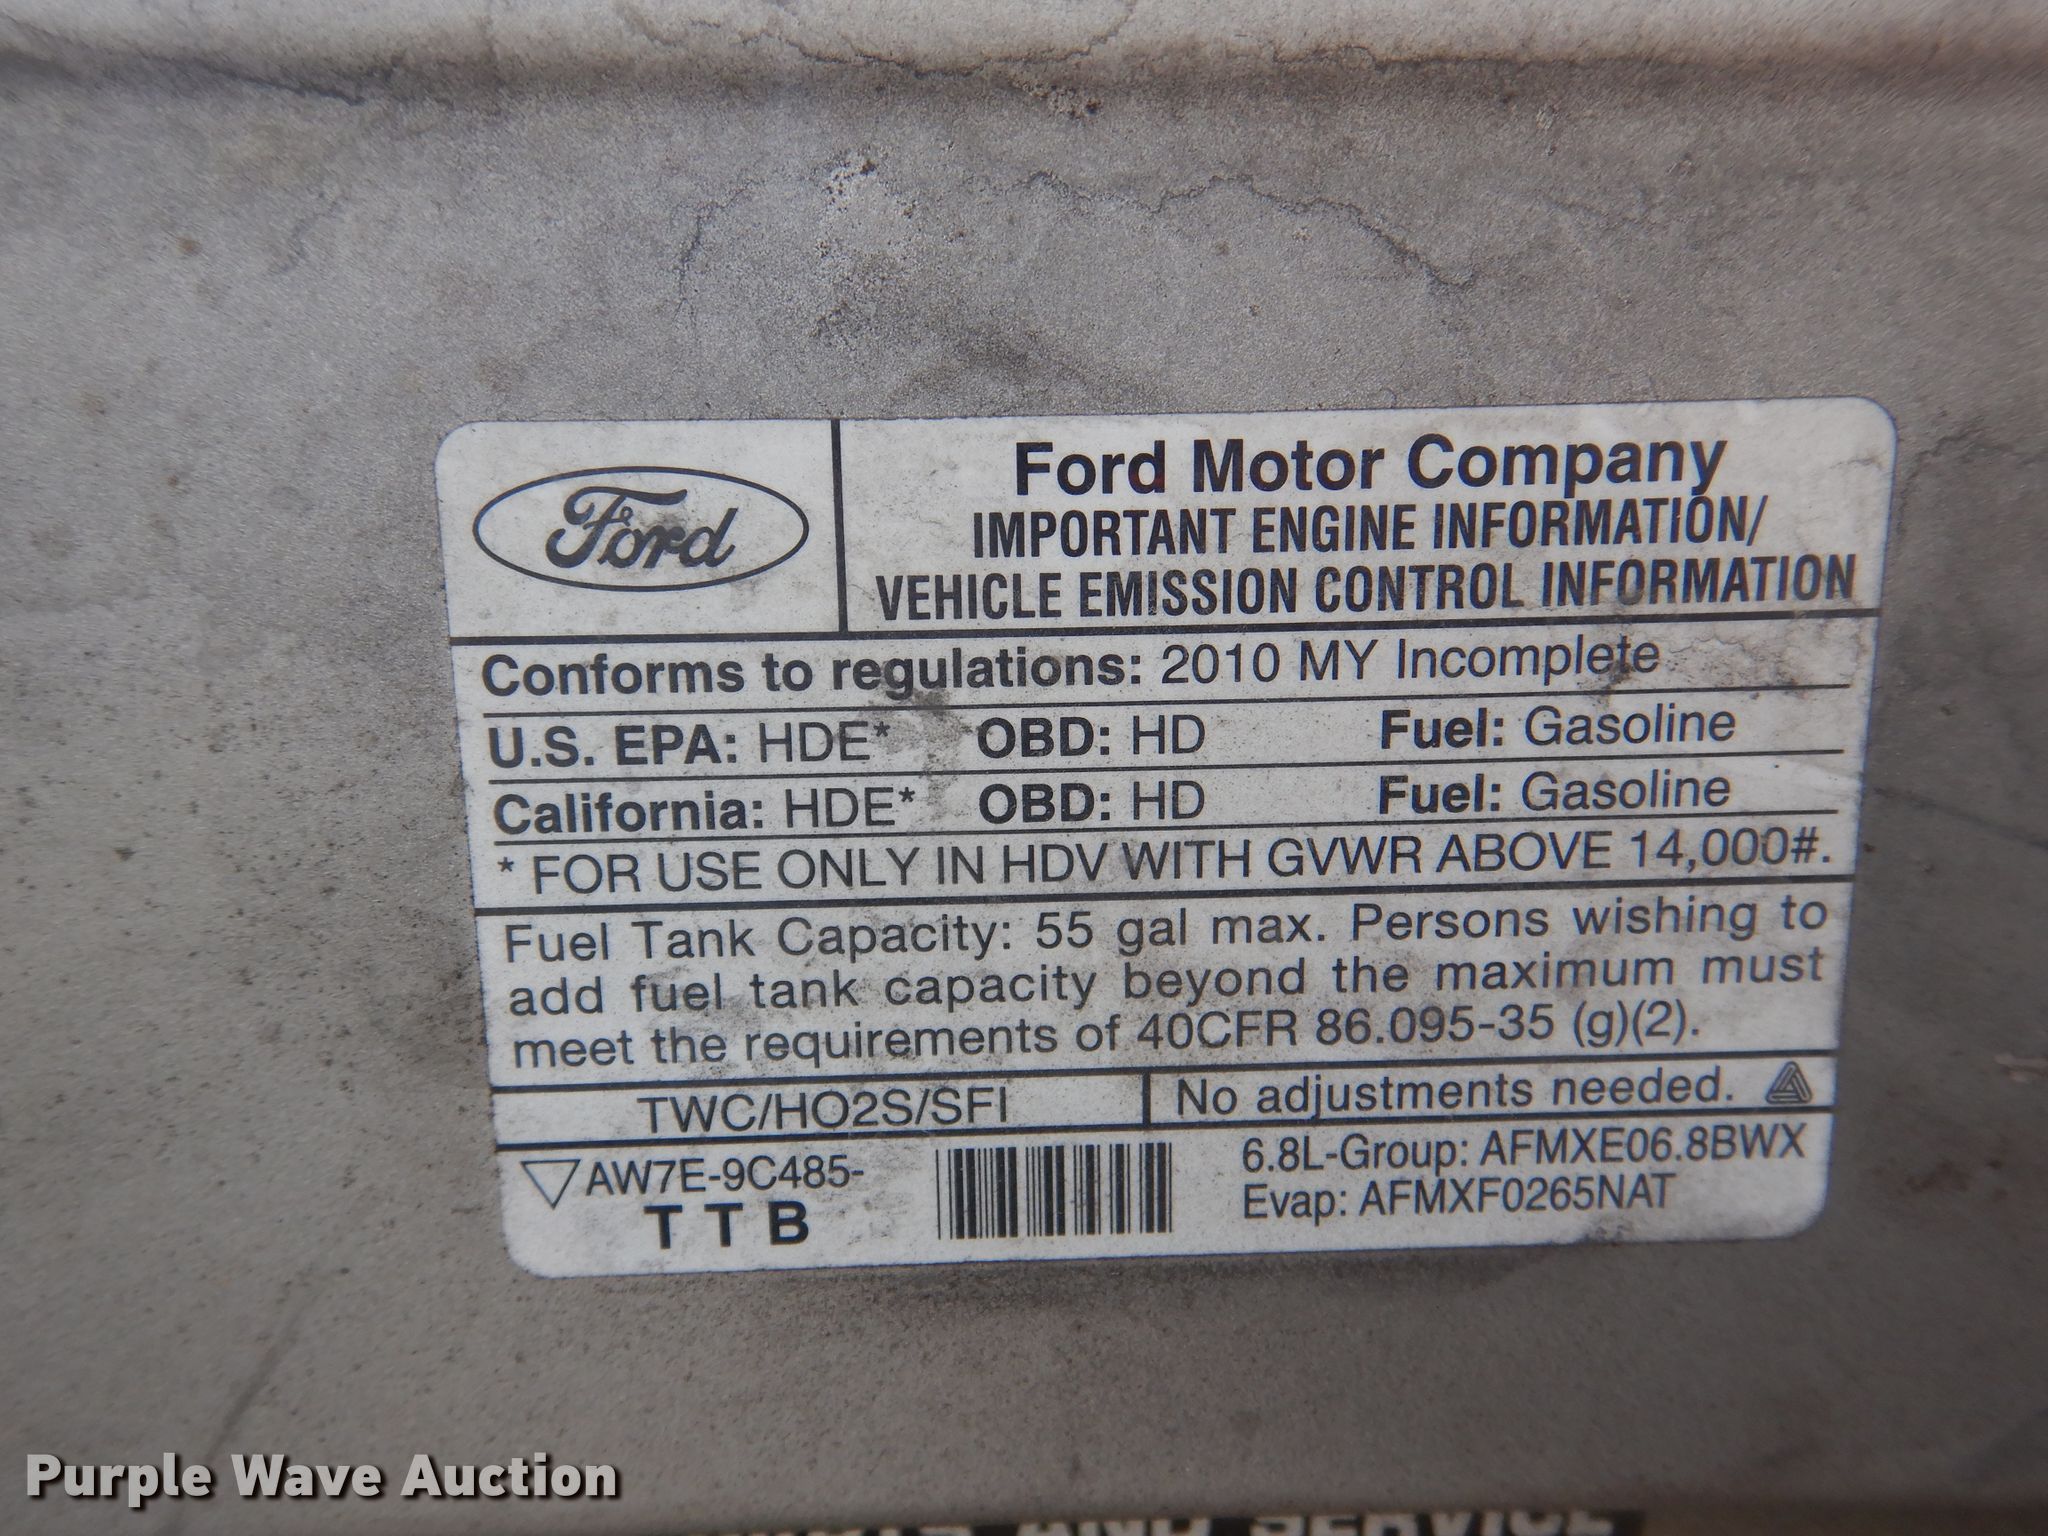 Ford
Ford Motor Company
IMPORTANT ENGINE INFORMATION/
VEHICLE EMISSION CONTROL INFORMATION
Conforms to regulations: 2010 MY Incomplete
U.S. EPA: HDE* OBD: HD Fuel: Gasoline
California: HDE* OBD: HD Fuel: Gasoline
* FOR USE ONLY IN HDV WITH GVWR ABOVE 14,000#.
Fuel Tank Capacity: 55 gal max. Persons wishing to
add fuel tank capacity beyond the maximum must
meet the requirements of 40CFR 86.095-35 (g)(2).
TWC/HO2S/SFI No adjustments needed.
AW7E-9C485-
TTB
6.8L-Group: AFMXE06.8BWX
Evap: AFMXF0265NAT
Purple Wave Auction
AND SERVICE